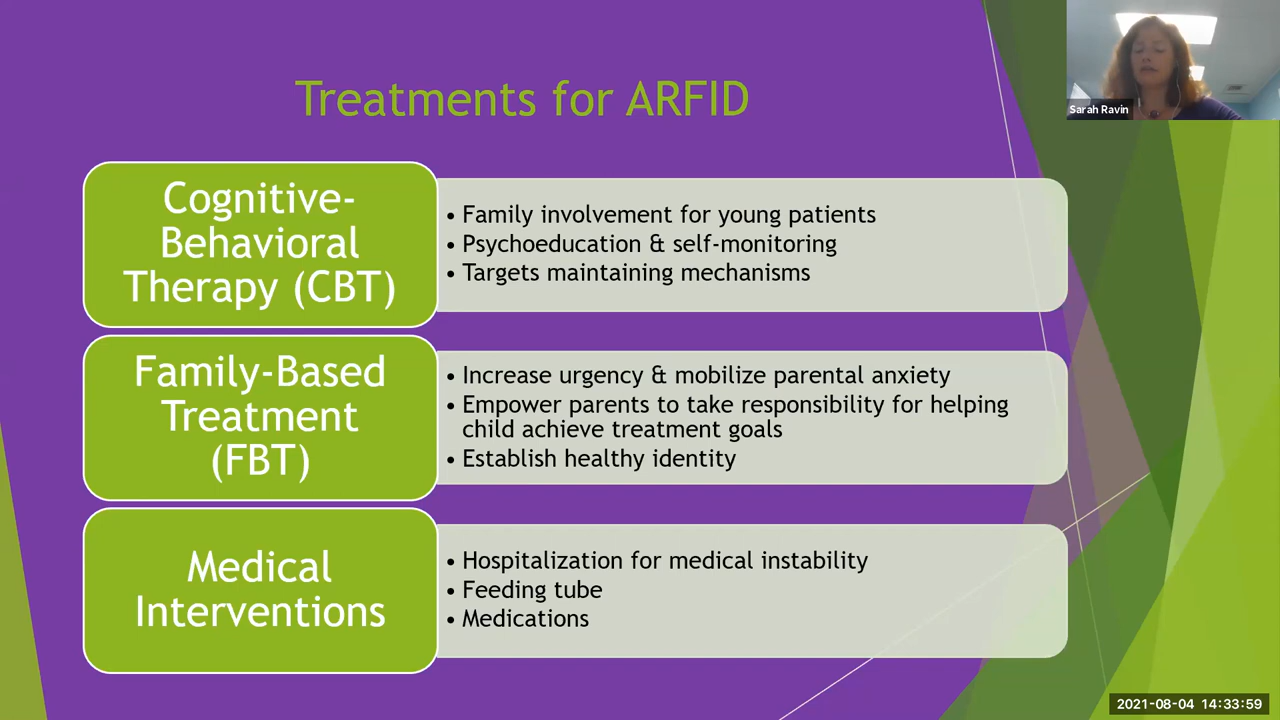 Treatments for ARFID
Sarah Ravin
Cognitive-
Behavioral
Therapy (CBT)
• Family involvement for young patients
• Psychoeducation & self-monitoring
• Targets maintaining mechanisms
Family-Based
Treatment
(FBT)
• Increase urgency & mobilize parental anxiety
• Empower parents to take responsibility for helping
child achieve treatment goals
• Establish healthy identity
Medical
Interventions
• Hospitalization for medical instability
• Feeding tube
• Medications
2021-08-04 14:33:59